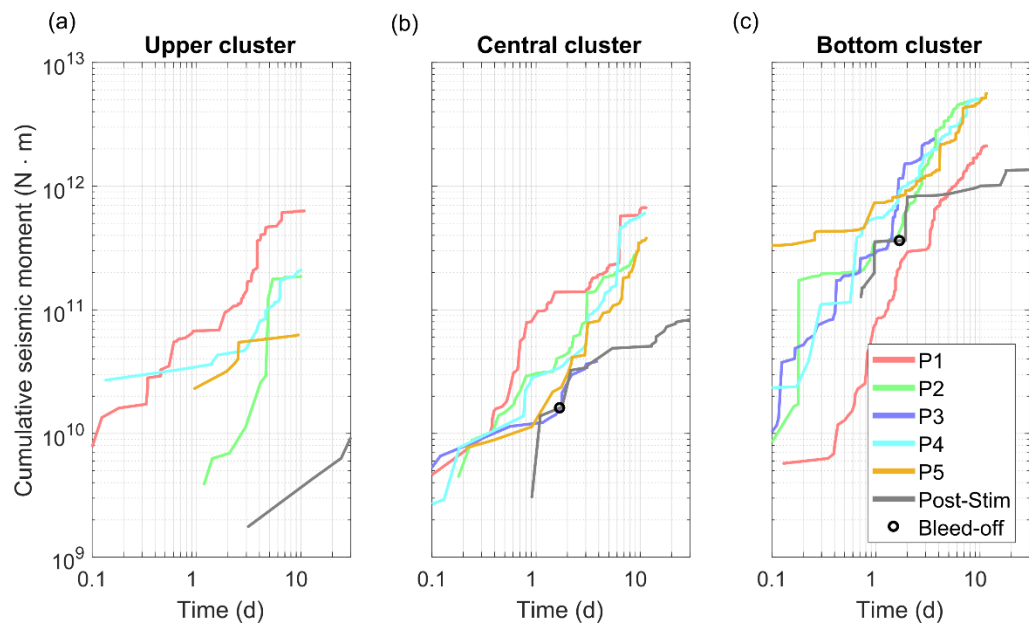 (a)
Upper cluster
(b)
Central cluster
(c)
Bottom cluster
Cumulative seismic moment (N · m)
10^13
10^12
10^11
10^10
10^9
0.1 1 10
Time (d)
0.1 1 10
Time (d)
0.1 1 10
Time (d)
P1
P2
P3
P4
P5
Post-Stim
Bleed-off